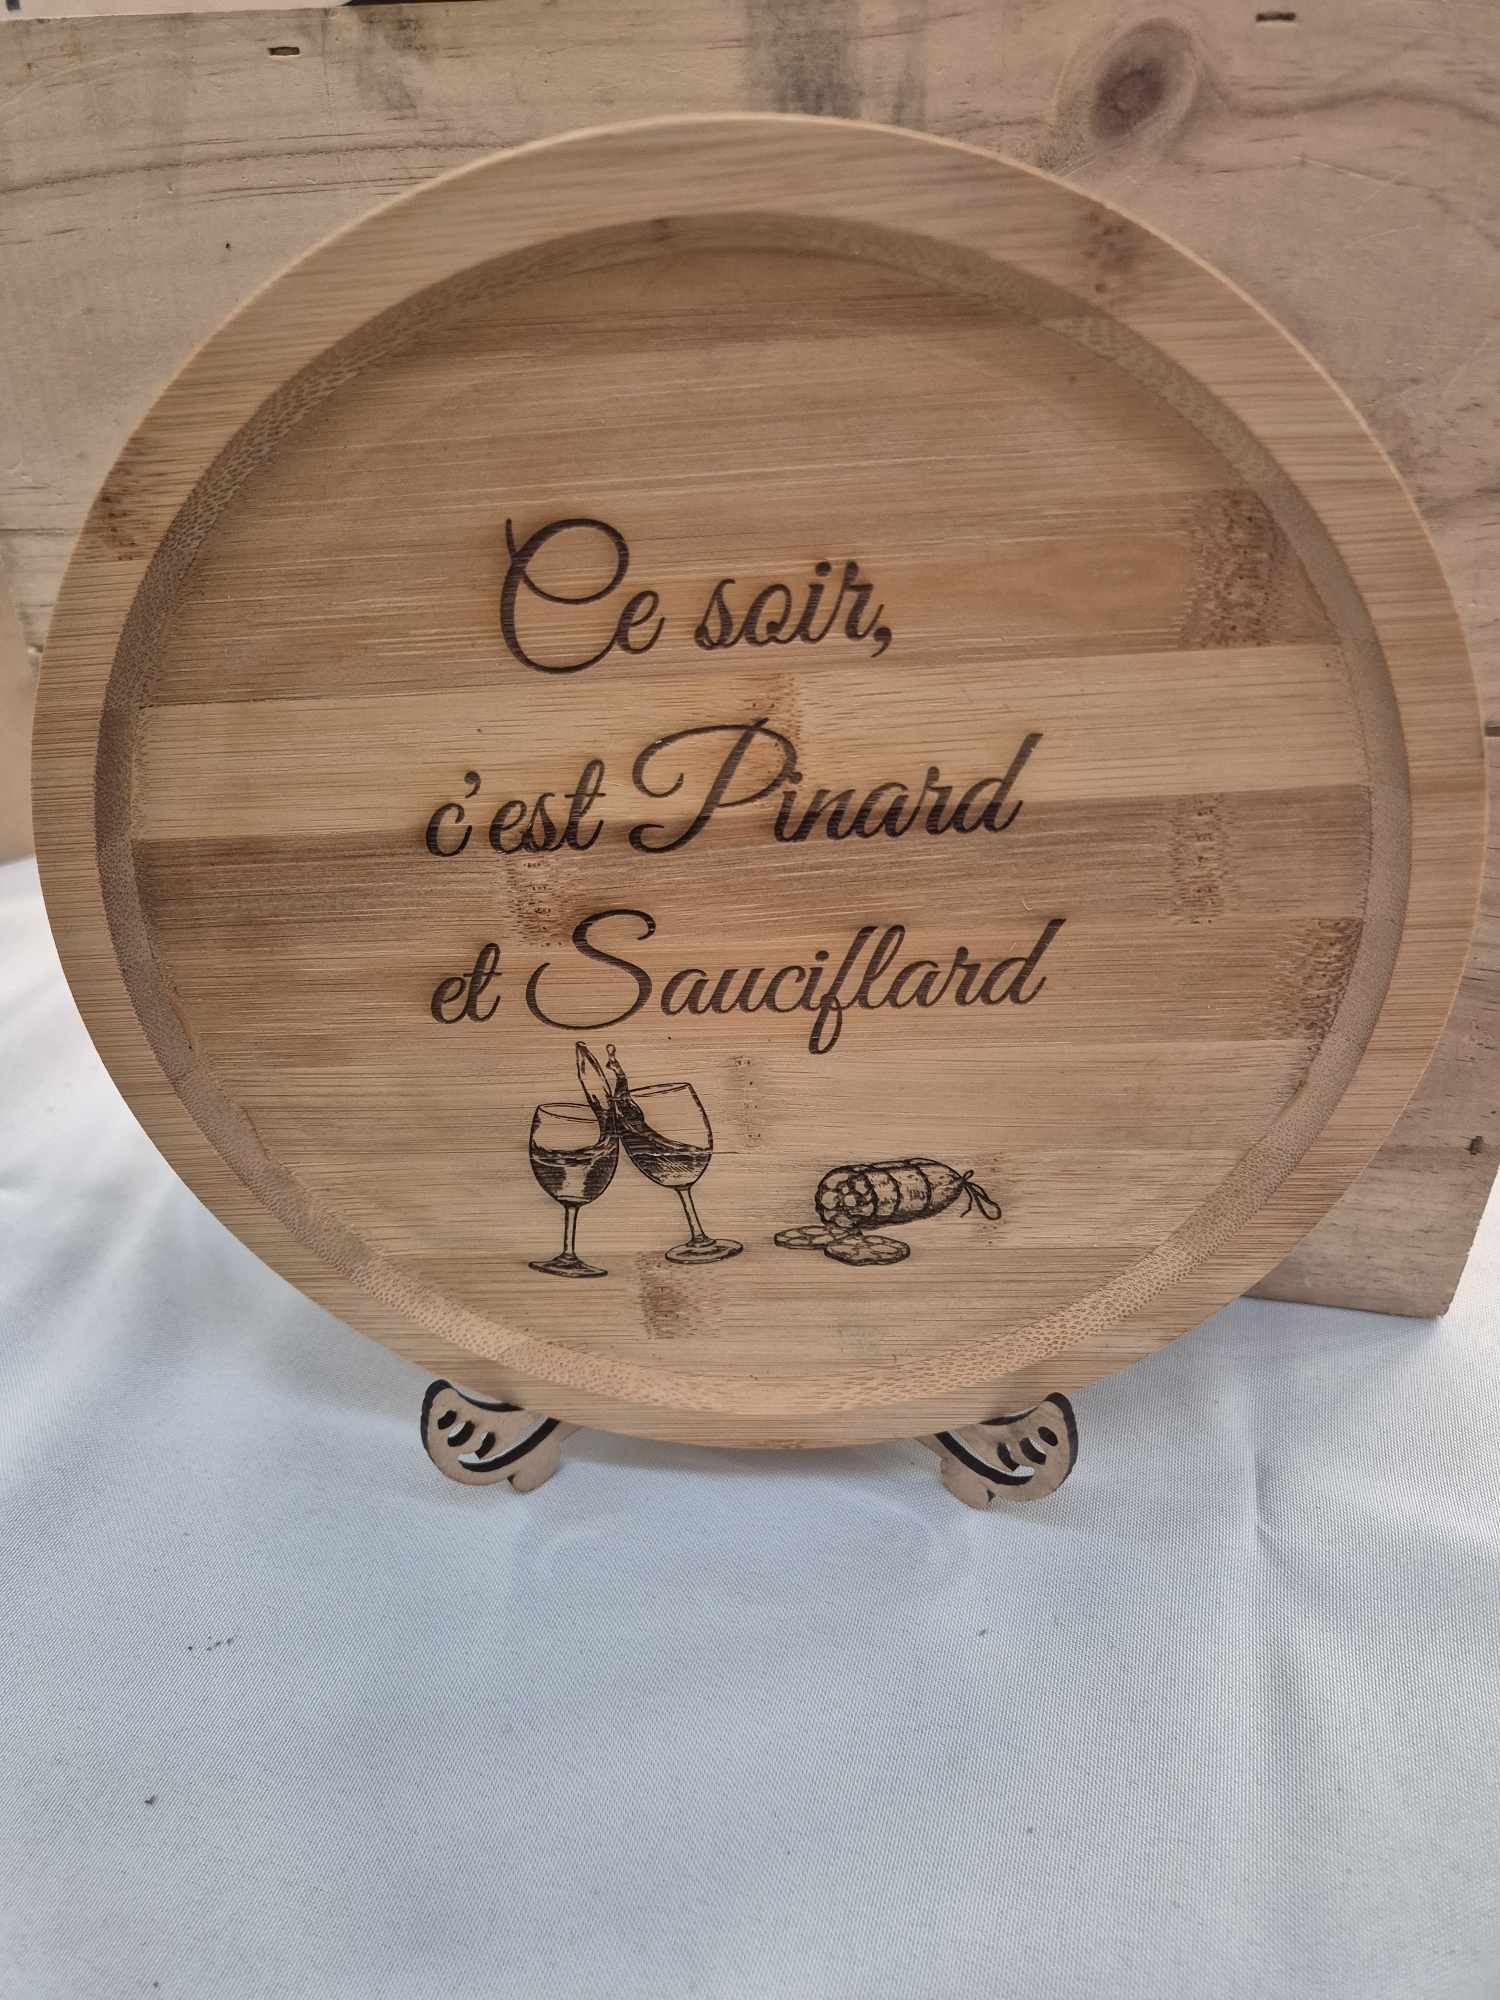 Ce soir,
c'est Pinard
et Sauciflard